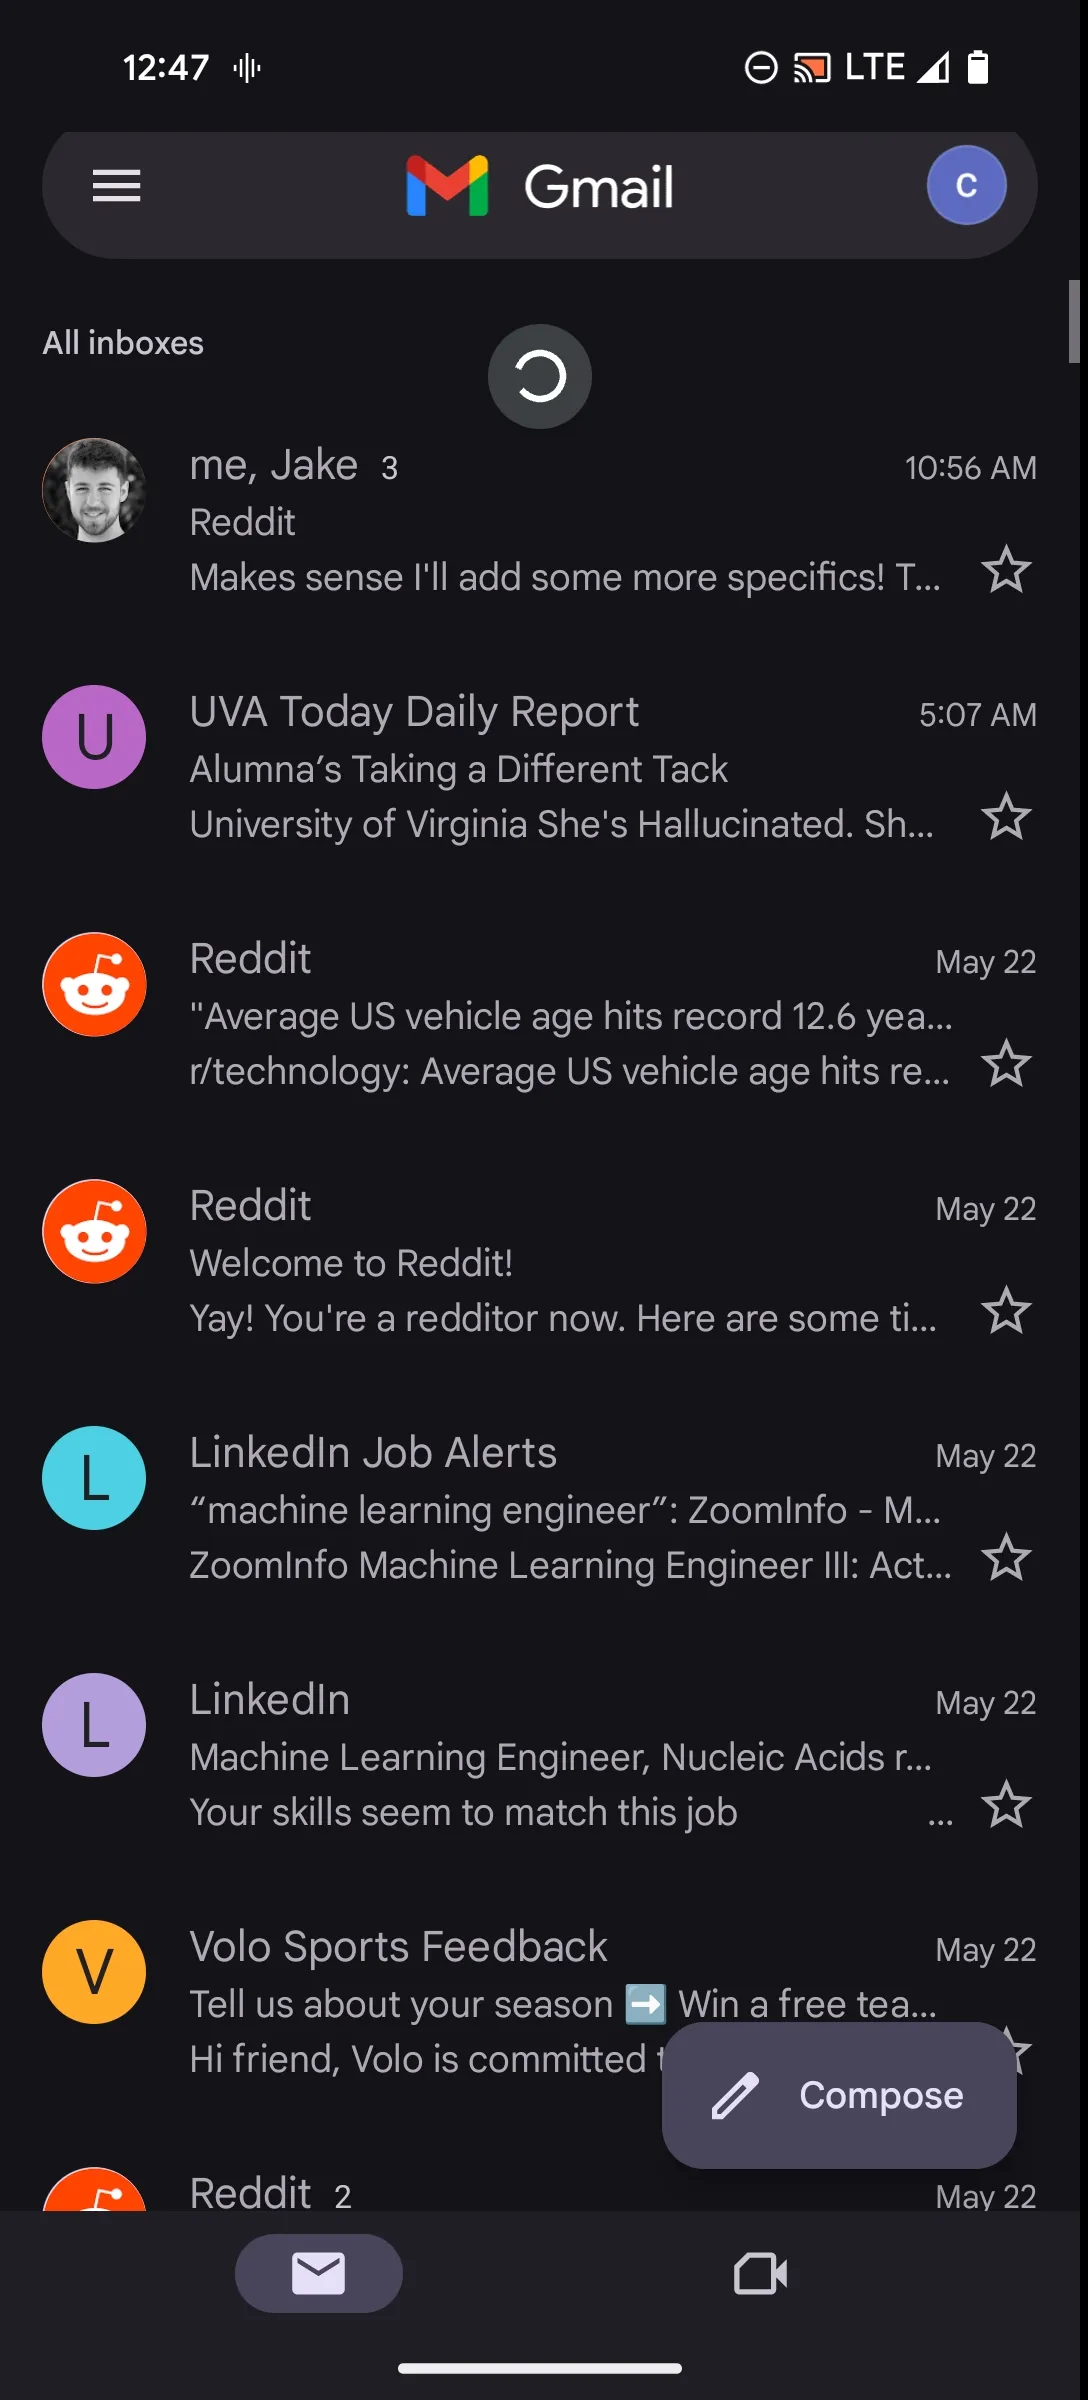 12:47
LTE
Gmail
C
All inboxes
me, Jake 3
10:56 AM
Reddit
Makes sense I'll add some more specifics! T...
U
UVA Today Daily Report
5:07 AM
Alumna’s Taking a Different Tack
University of Virginia She's Hallucinated. Sh...
Reddit
May 22
"Average US vehicle age hits record 12.6 yea...
r/technology: Average US vehicle age hits re...
Reddit
May 22
Welcome to Reddit!
Yay! You're a redditor now. Here are some ti...
L
LinkedIn Job Alerts
May 22
“machine learning engineer”: ZoomInfo - M...
ZoomInfo Machine Learning Engineer III: Act...
L
LinkedIn
May 22
Machine Learning Engineer, Nucleic Acids r...
Your skills seem to match this job ...
V
Volo Sports Feedback
May 22
Tell us about your season ➡️ Win a free tea...
Hi friend, Volo is committed
Compose
Reddit 2
May 22